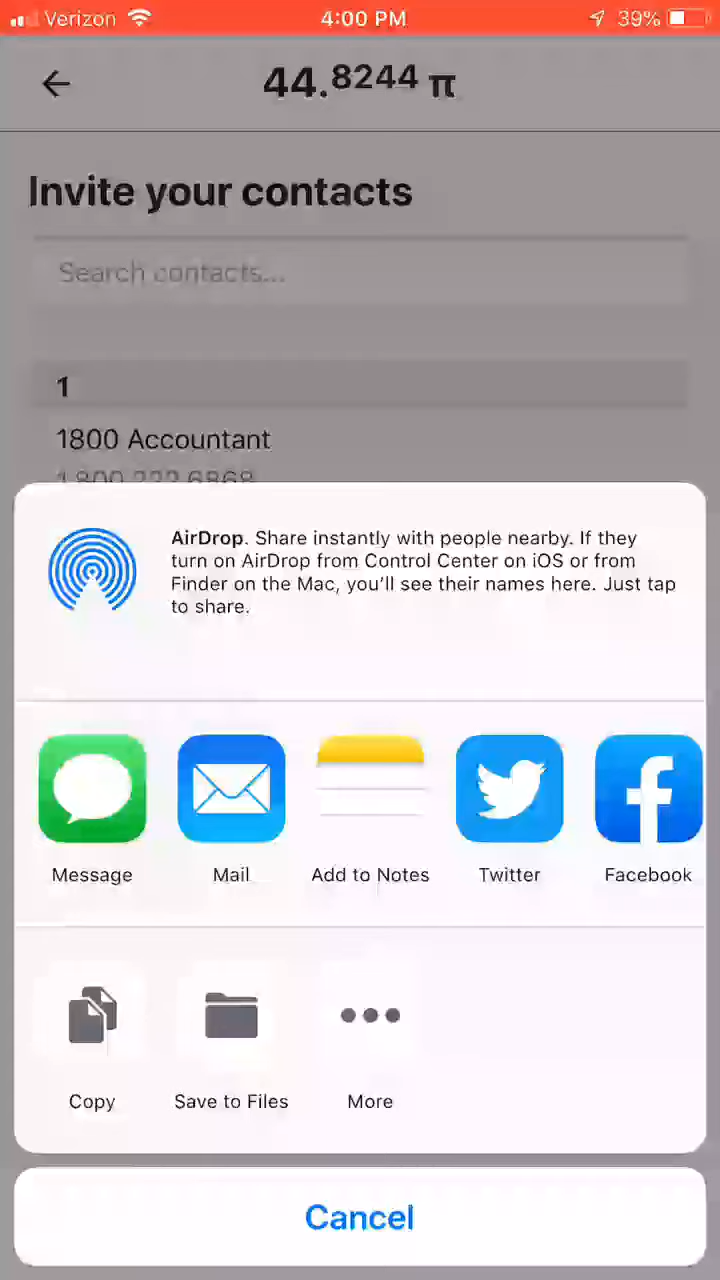 Verizon 4:00 PM 39%
44.8244 π
Invite your contacts
Search contacts...
1
1800 Accountant
1 800 222 6868
AirDrop. Share instantly with people nearby. If they
turn on AirDrop from Control Center on iOS or from
Finder on the Mac, you'll see their names here. Just tap
to share.
Message Mail Add to Notes Twitter Facebook
Copy Save to Files More
Cancel